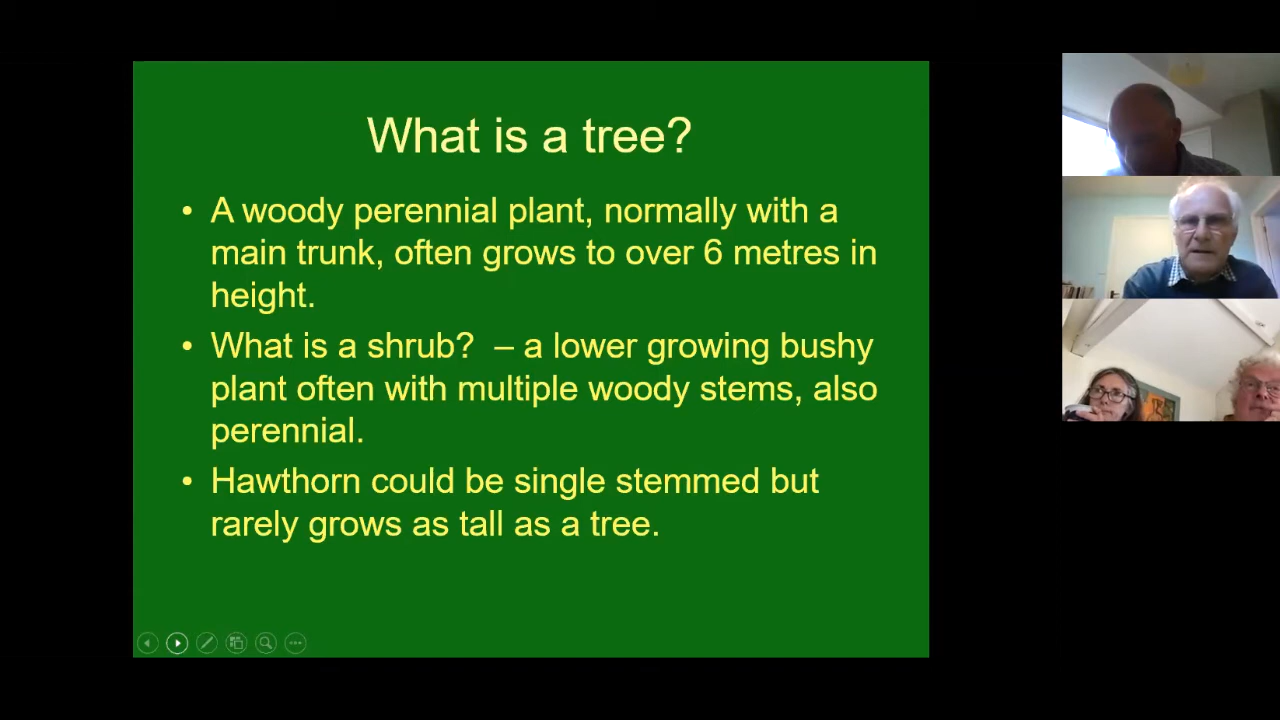 What is a tree?
• A woody perennial plant, normally with a
main trunk, often grows to over 6 metres in
height.
• What is a shrub?  – a lower growing bushy
plant often with multiple woody stems, also
perennial.
• Hawthorn could be single stemmed but
rarely grows as tall as a tree.